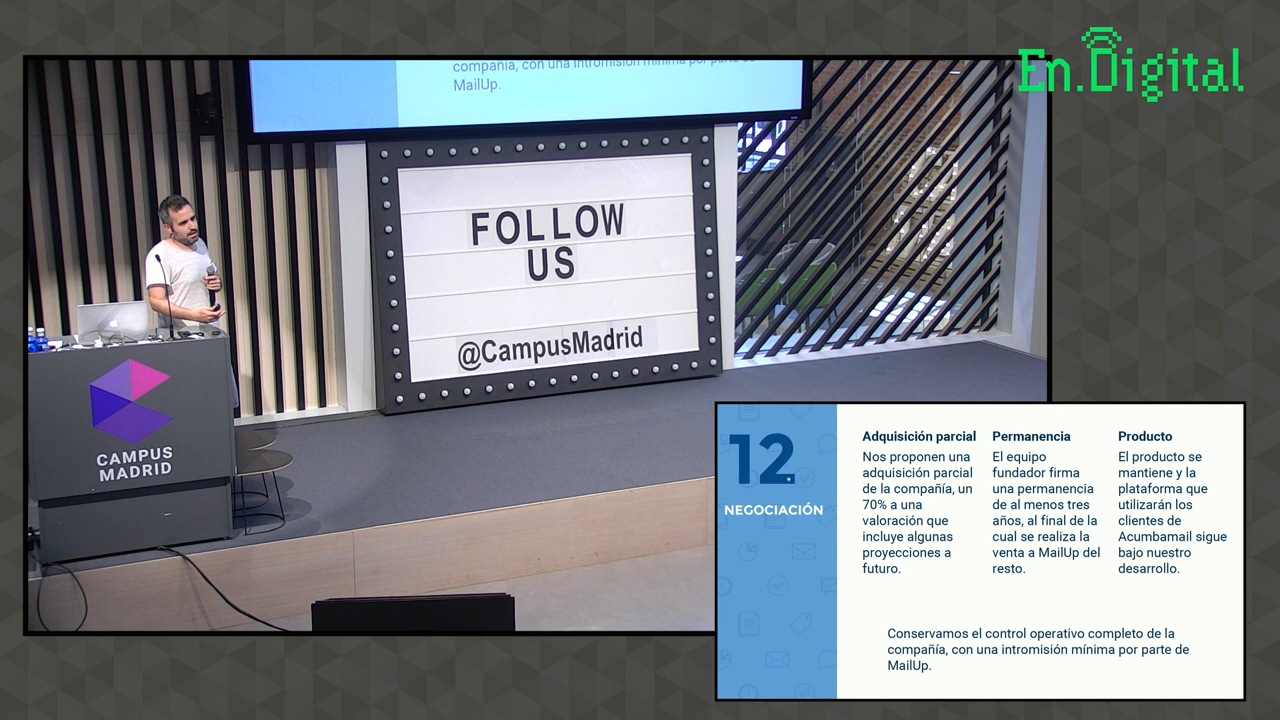 En.Digital
compañía, con una intromisión mínima por parte de
MailUp.
FOLLOW
US
@CampusMadrid
CAMPUS
MADRID
12.
NEGOCIACIÓN
Adquisición parcial
Nos proponen una
adquisición parcial
de la compañía, un
70% a una
valoración que
incluye algunas
proyecciones a
futuro.
Permanencia
El equipo
fundador firma
una permanencia
de al menos tres
años, al final de la
cual se realiza la
venta a MailUp del
resto.
Producto
El producto se
mantiene y la
plataforma que
utilizarán los
clientes de
Acumbamail sigue
bajo nuestro
desarrollo.
Conservamos el control operativo completo de la
compañía, con una intromisión mínima por parte de
MailUp.